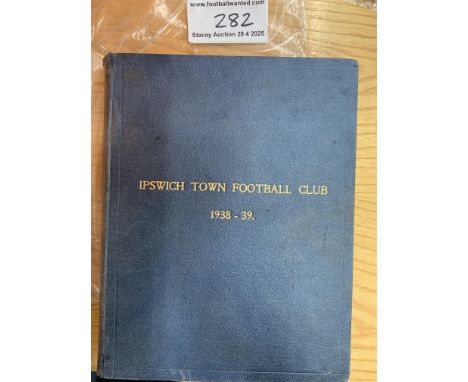 www.footballwanted.com
282
Stacey Auction 28 4 2025
IPSWICH TOWN FOOTBALL CLUB
1938 - 39.